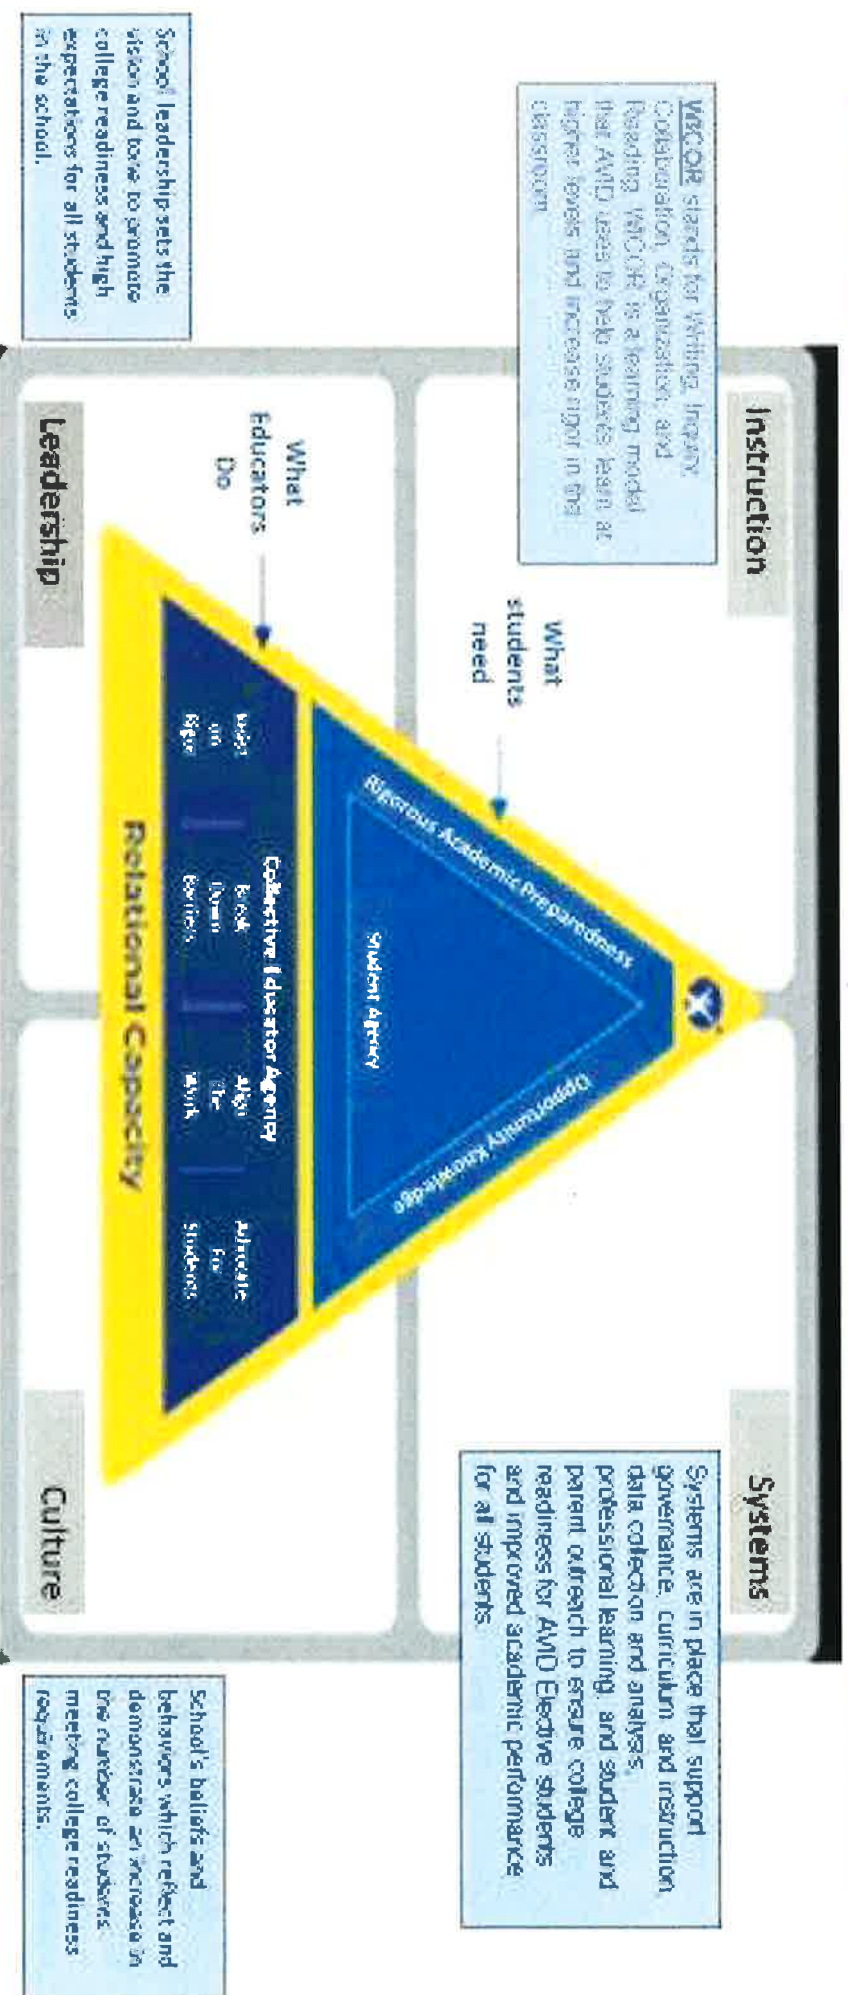 Instruction
Systems
WICOR stands for Writing, Inquiry,
Collaboration, Organization, and
Reading. WICOR is a learning model
that AVID uses to help students learn at
higher levels and increase rigor in the
classroom
Systems are in place that support
governance, curriculum and instruction,
data collection and analysis,
professional learning, and student and
parent outreach to ensure college
readiness for AVID Elective students
and improved academic performance
for all students.
What
students
need
Rigorous Academic Preparedness
Opportunity Knowledge
Student Agency
What
Educators
Do
Collective Educator Agency
Insist
on
Rigor
Break
Down
Barriers
Align
The
Work
Advocate
For
Students
Relational Capacity
Leadership
Culture
School leadership sets the
vision and tone to promote
college readiness and high
expectations for all students
in the school.
School's beliefs and
behaviors which reflect and
demonstrate an increase in
the number of students
meeting college readiness
requirements.